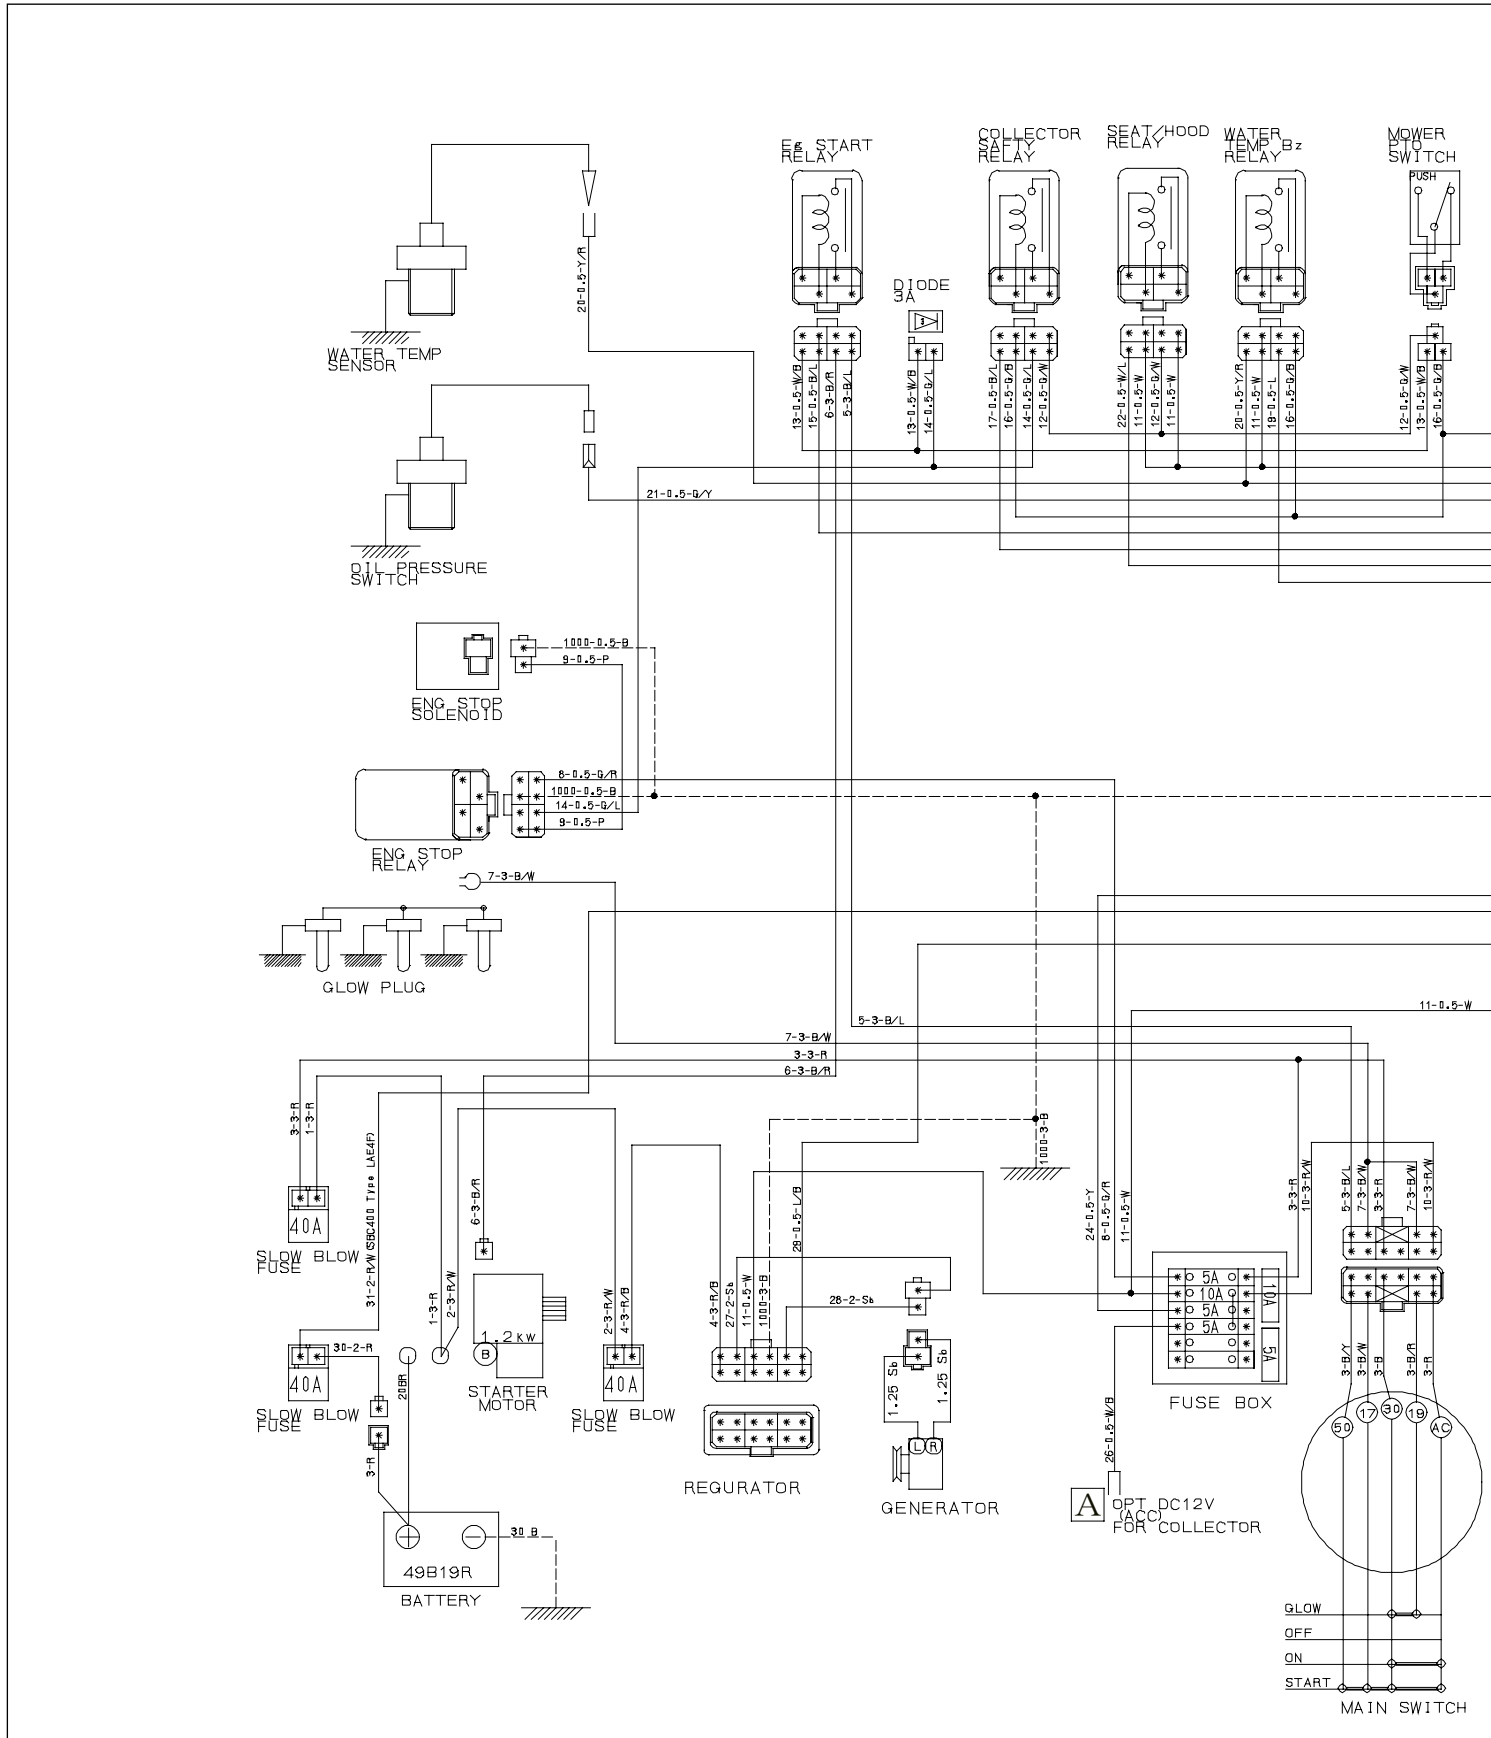 Eg START
RELAY
COLLECTOR
SAFTY
RELAY
SEAT/HOOD
RELAY
WATER
TEMP Bz
RELAY
MOWER
PTO
SWITCH
PUSH
DIODE
3A
20-0.5-Y/R
WATER TEMP
SENSOR
13-0.5-W/B
15-0.5-B/L
6-3-B/R
5-3-B/L
13-0.5-W/B
14-0.5-G/L
17-0.5-B/L
16-0.5-G/B
14-0.5-G/L
12-0.5-G/W
22-0.5-W/L
11-0.5-W
12-0.5-G/W
11-0.5-W
20-0.5-Y/R
11-0.5-W
19-0.5-L
16-0.5-G/B
12-0.5-G/W
13-0.5-W/B
16-0.5-G/B
21-0.5-G/Y
OIL PRESSURE
SWITCH
1000-0.5-B
9-0.5-P
ENG STOP
SOLENOID
8-0.5-G/R
1000-0.5-B
14-0.5-G/L
9-0.5-P
ENG STOP
RELAY
7-3-B/W
GLOW PLUG
11-0.5-W
5-3-B/L
7-3-B/W
3-3-R
6-3-B/R
3-3-R
1-3-R
31-2-R/W (SBC400 Type LAE4F)
1000-3-B
40A
SLOW BLOW
FUSE
6-3-B/R
28-0.5-L/B
24-0.5-Y
8-0.5-G/R
11-0.5-W
3-3-R
10-3-R/W
5-3-B/L
7-3-B/W
3-3-R
7-3-B/W
10-3-R/W
1-3-R
2-3-R/W
2-3-R/W
4-3-R/B
4-3-R/B
27-2-Sb
11-0.5-W
1000-3-B
28-2-Sb
5A
10A
5A
5A
10A
5A
FUSE BOX
30-2-R
40A
SLOW BLOW
FUSE
20BR
3-R
1.2kw
B
STARTER
MOTOR
40A
SLOW BLOW
FUSE
1.25 Sb
1.25 Sb
L R
GENERATOR
REGURATOR
3-B/Y
3-B/W
3-B
3-B/R
3-R
50
17
30
19
AC
26-0.5-W/B
A
OPT DC12V
(ACC)
FOR COLLECTOR
30 B
49B19R
BATTERY
GLOW
OFF
ON
START
MAIN SWITCH